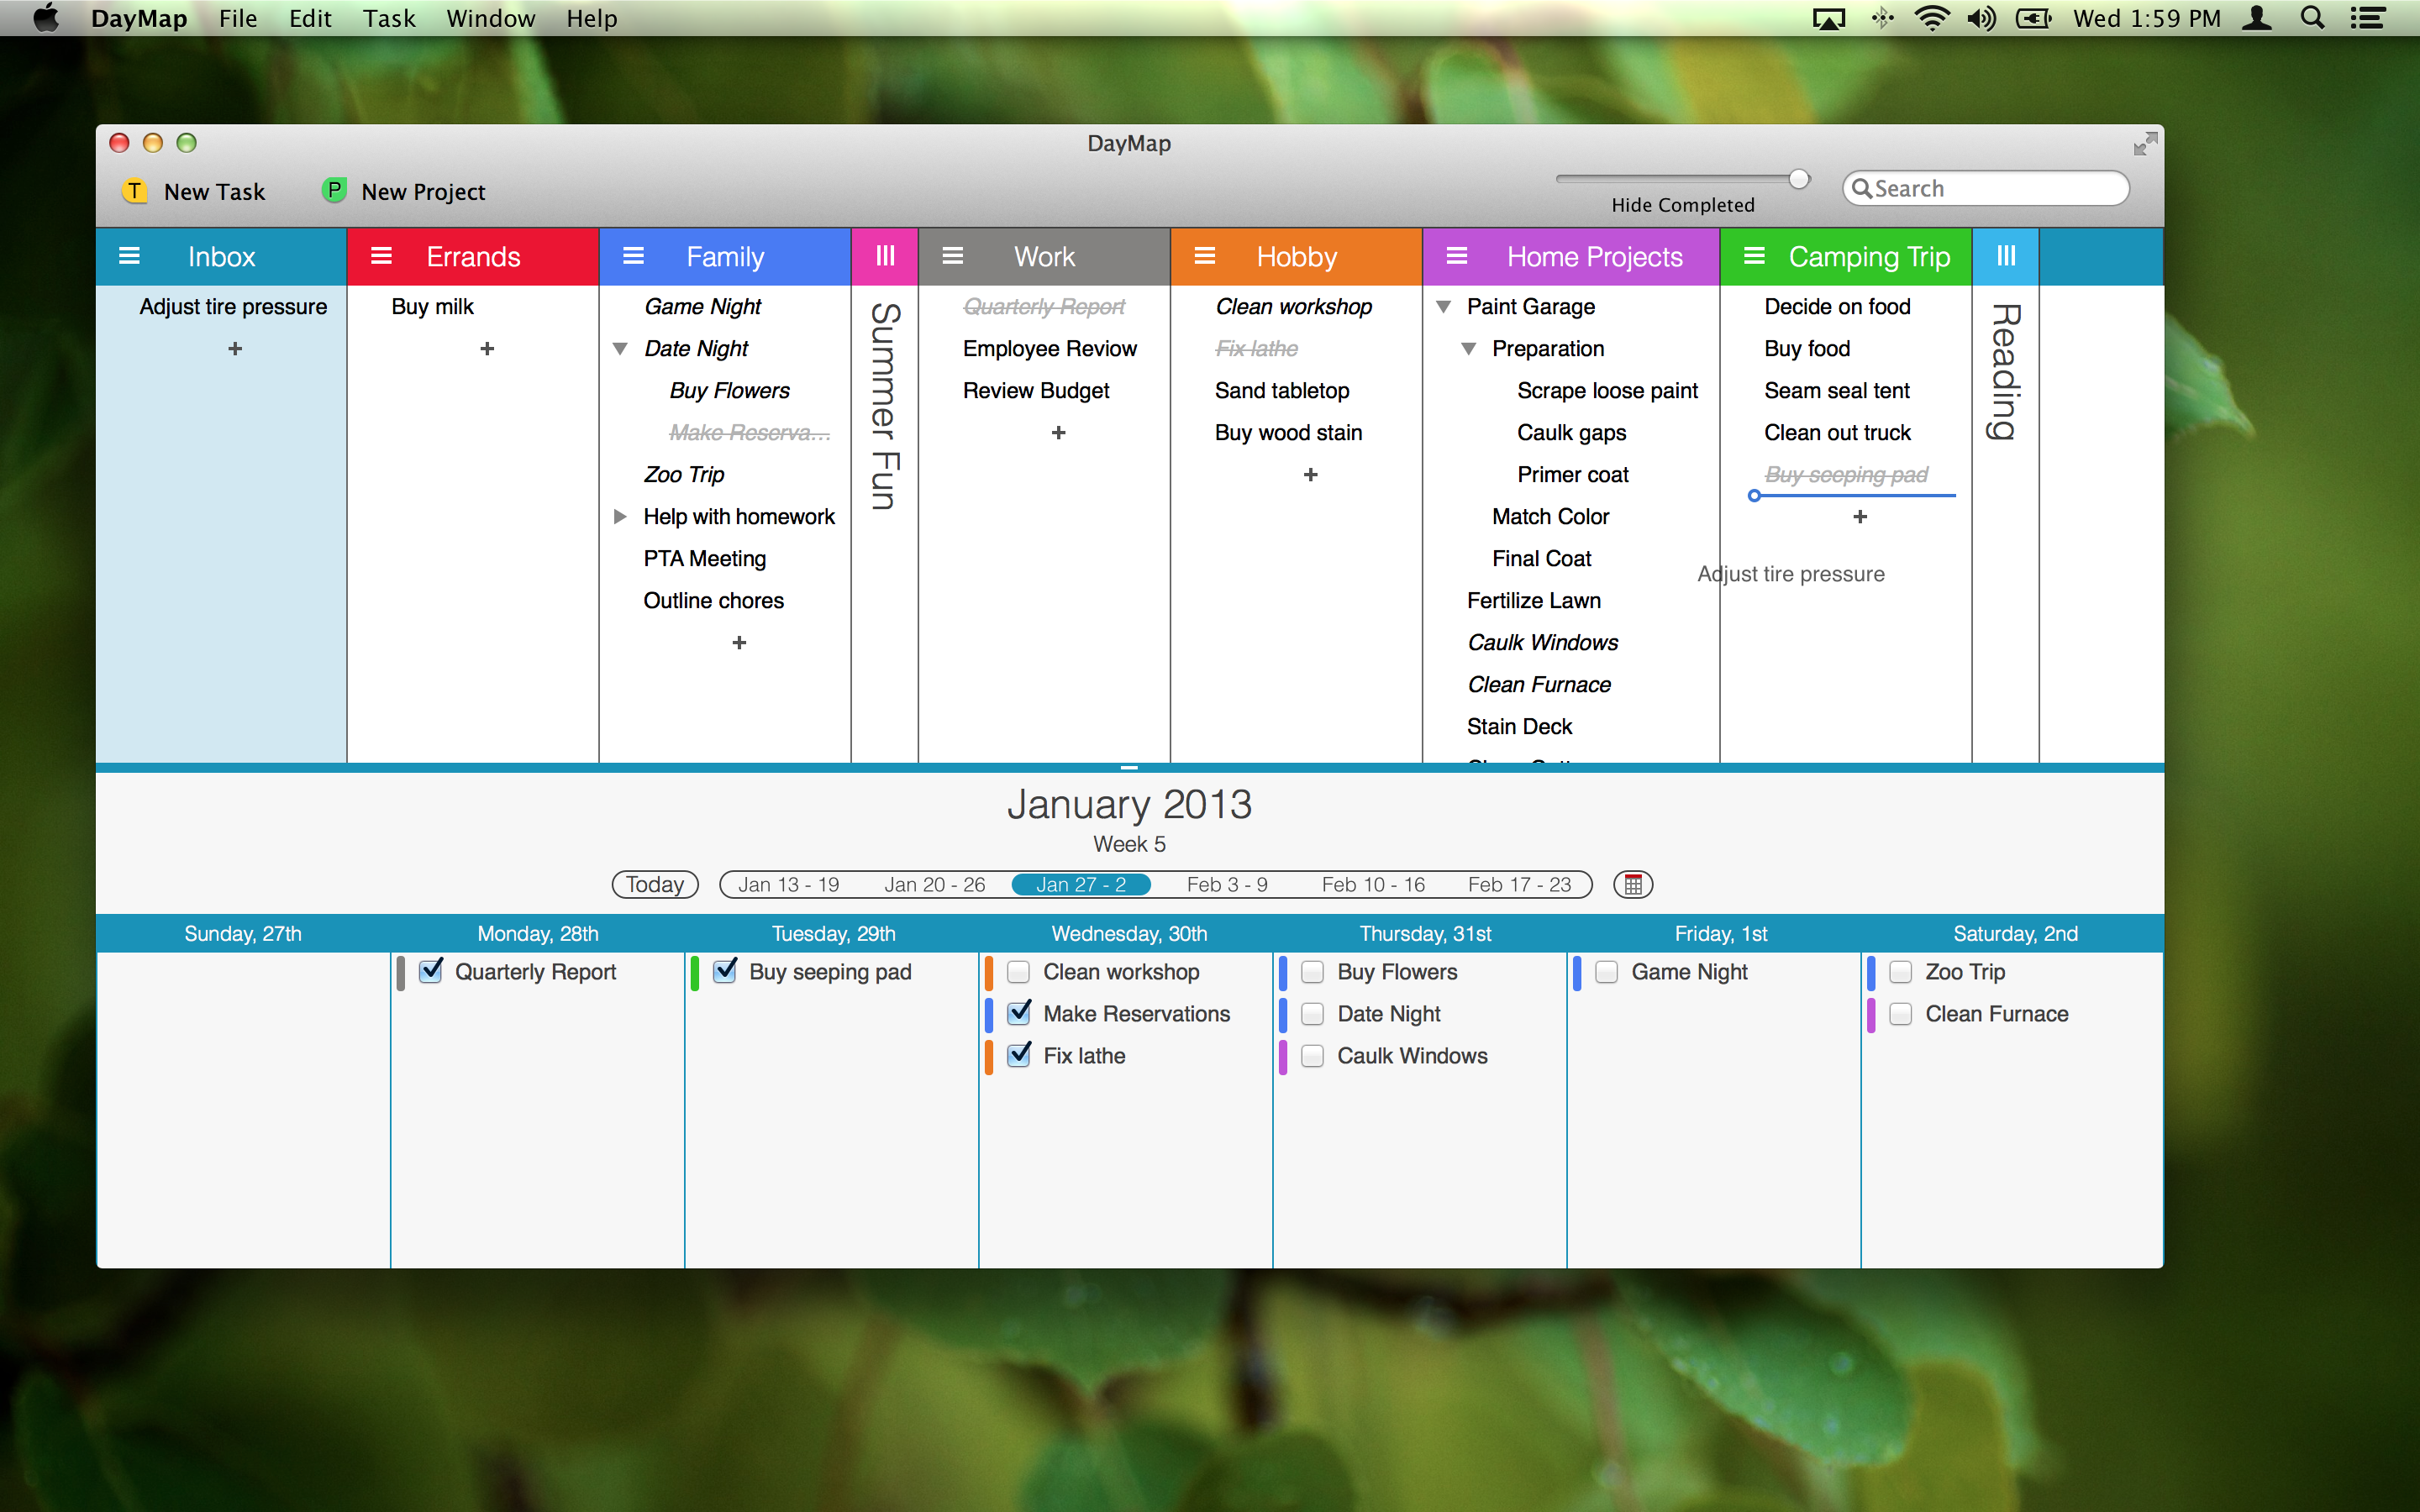 DayMap File Edit Task Window Help Wed 1:59 PM
DayMap
T New Task P New Project Hide Completed Search
Inbox Errands Family Work Hobby Home Projects Camping Trip
Adjust tire pressure
Buy milk
Game Night
Date Night
Buy Flowers
Make Reserva...
Zoo Trip
Help with homework
PTA Meeting
Outline chores
Summer Fun
Quarterly Report
Employee Reviow
Review Budget
Clean workshop
Fix lathe
Sand tabletop
Buy wood stain
Paint Garage
Preparation
Scrape loose paint
Caulk gaps
Primer coat
Match Color
Final Coat
Fertilize Lawn
Caulk Windows
Clean Furnace
Stain Deck
Decide on food
Buy food
Seam seal tent
Clean out truck
Buy seeping pad
Adjust tire pressure
Reading
January 2013
Week 5
Today Jan 13 - 19 Jan 20 - 26 Jan 27 - 2 Feb 3 - 9 Feb 10 - 16 Feb 17 - 23
Sunday, 27th Monday, 28th Tuesday, 29th Wednesday, 30th Thursday, 31st Friday, 1st Saturday, 2nd
Quarterly Report
Buy seeping pad
Clean workshop
Make Reservations
Fix lathe
Buy Flowers
Date Night
Caulk Windows
Game Night
Zoo Trip
Clean Furnace